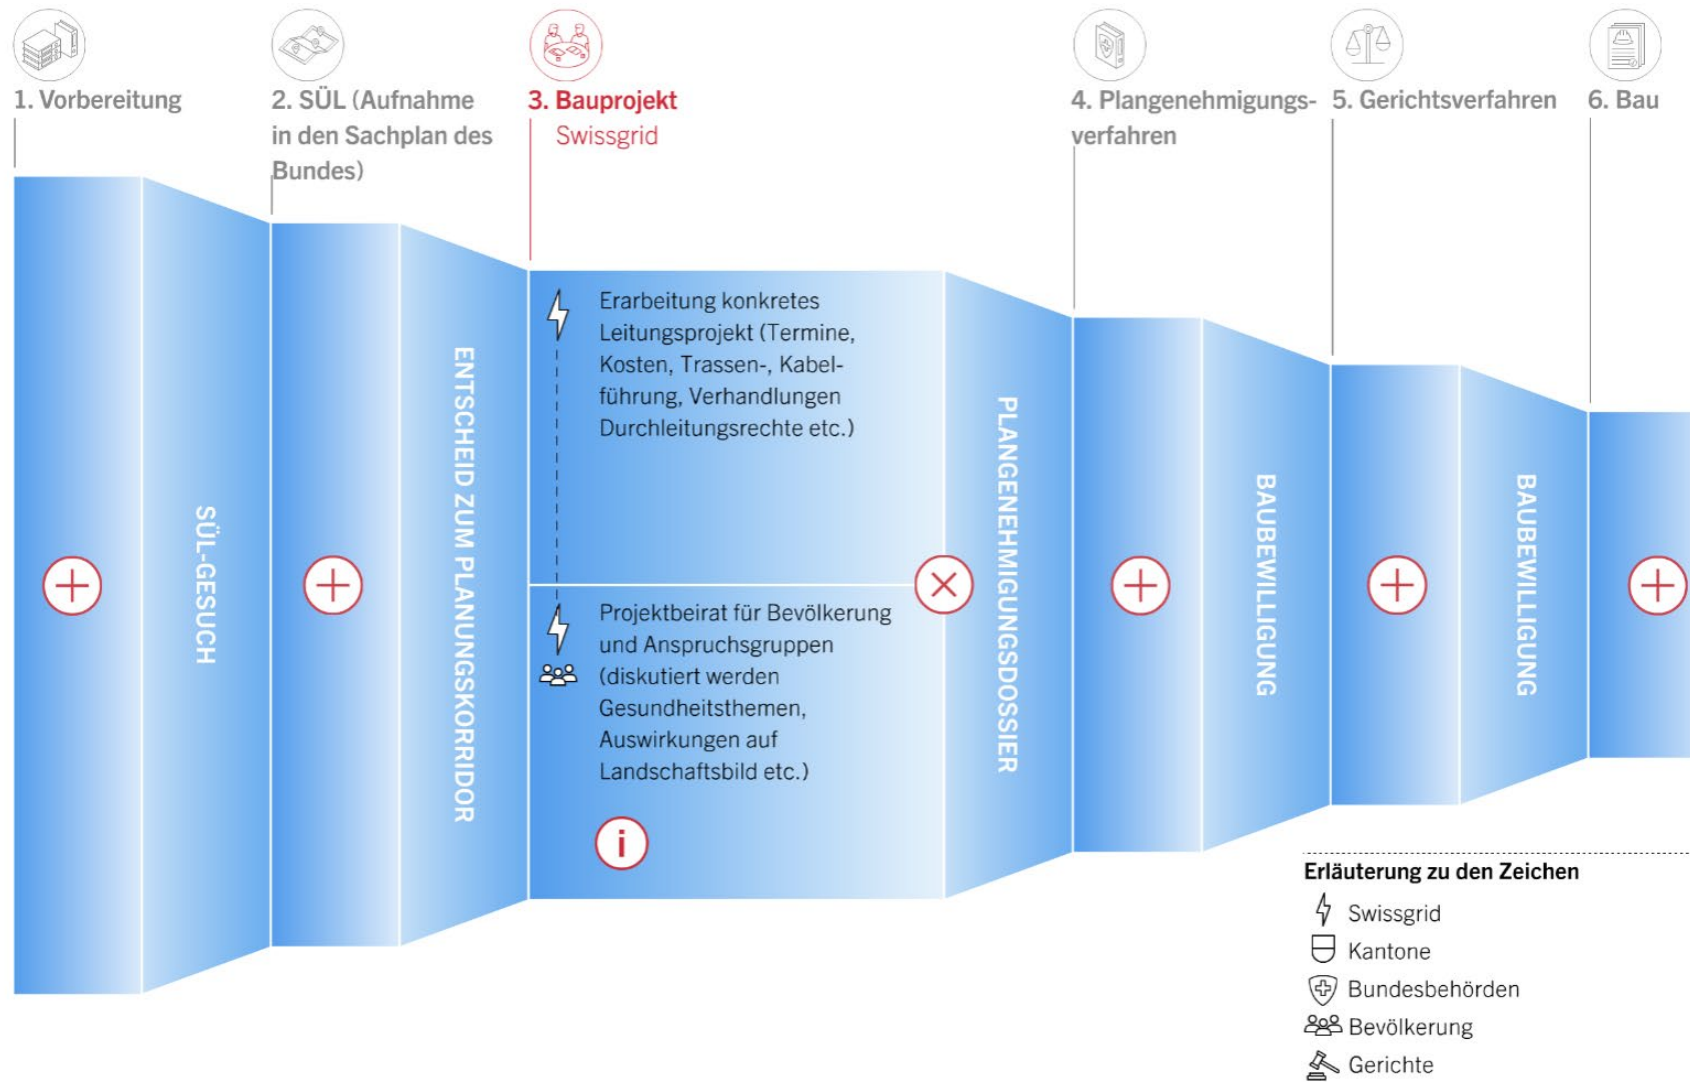 1. Vorbereitung
2. SÜL (Aufnahme
in den Sachplan des
Bundes)
3. Bauprojekt
Swissgrid
4. Plangenehmigungs-
verfahren
5. Gerichtsverfahren
6. Bau
SÜL-GESUCH
ENTSCHEID ZUM PLANUNGSKORRIDOR
Erarbeitung konkretes
Leitungsprojekt (Termine,
Kosten, Trassen-, Kabel-
führung, Verhandlungen
Durchleitungsrechte etc.)
Projektbeirat für Bevölkerung
und Anspruchsgruppen
(diskutiert werden
Gesundheitsthemen,
Auswirkungen auf
Landschaftsbild etc.)
i
PLANGENEHMIGUNGSDOSSIER
BAUBEWILLIGUNG
BAUBEWILLIGUNG
Erläuterung zu den Zeichen
Swissgrid
Kantone
Bundesbehörden
Bevölkerung
Gerichte